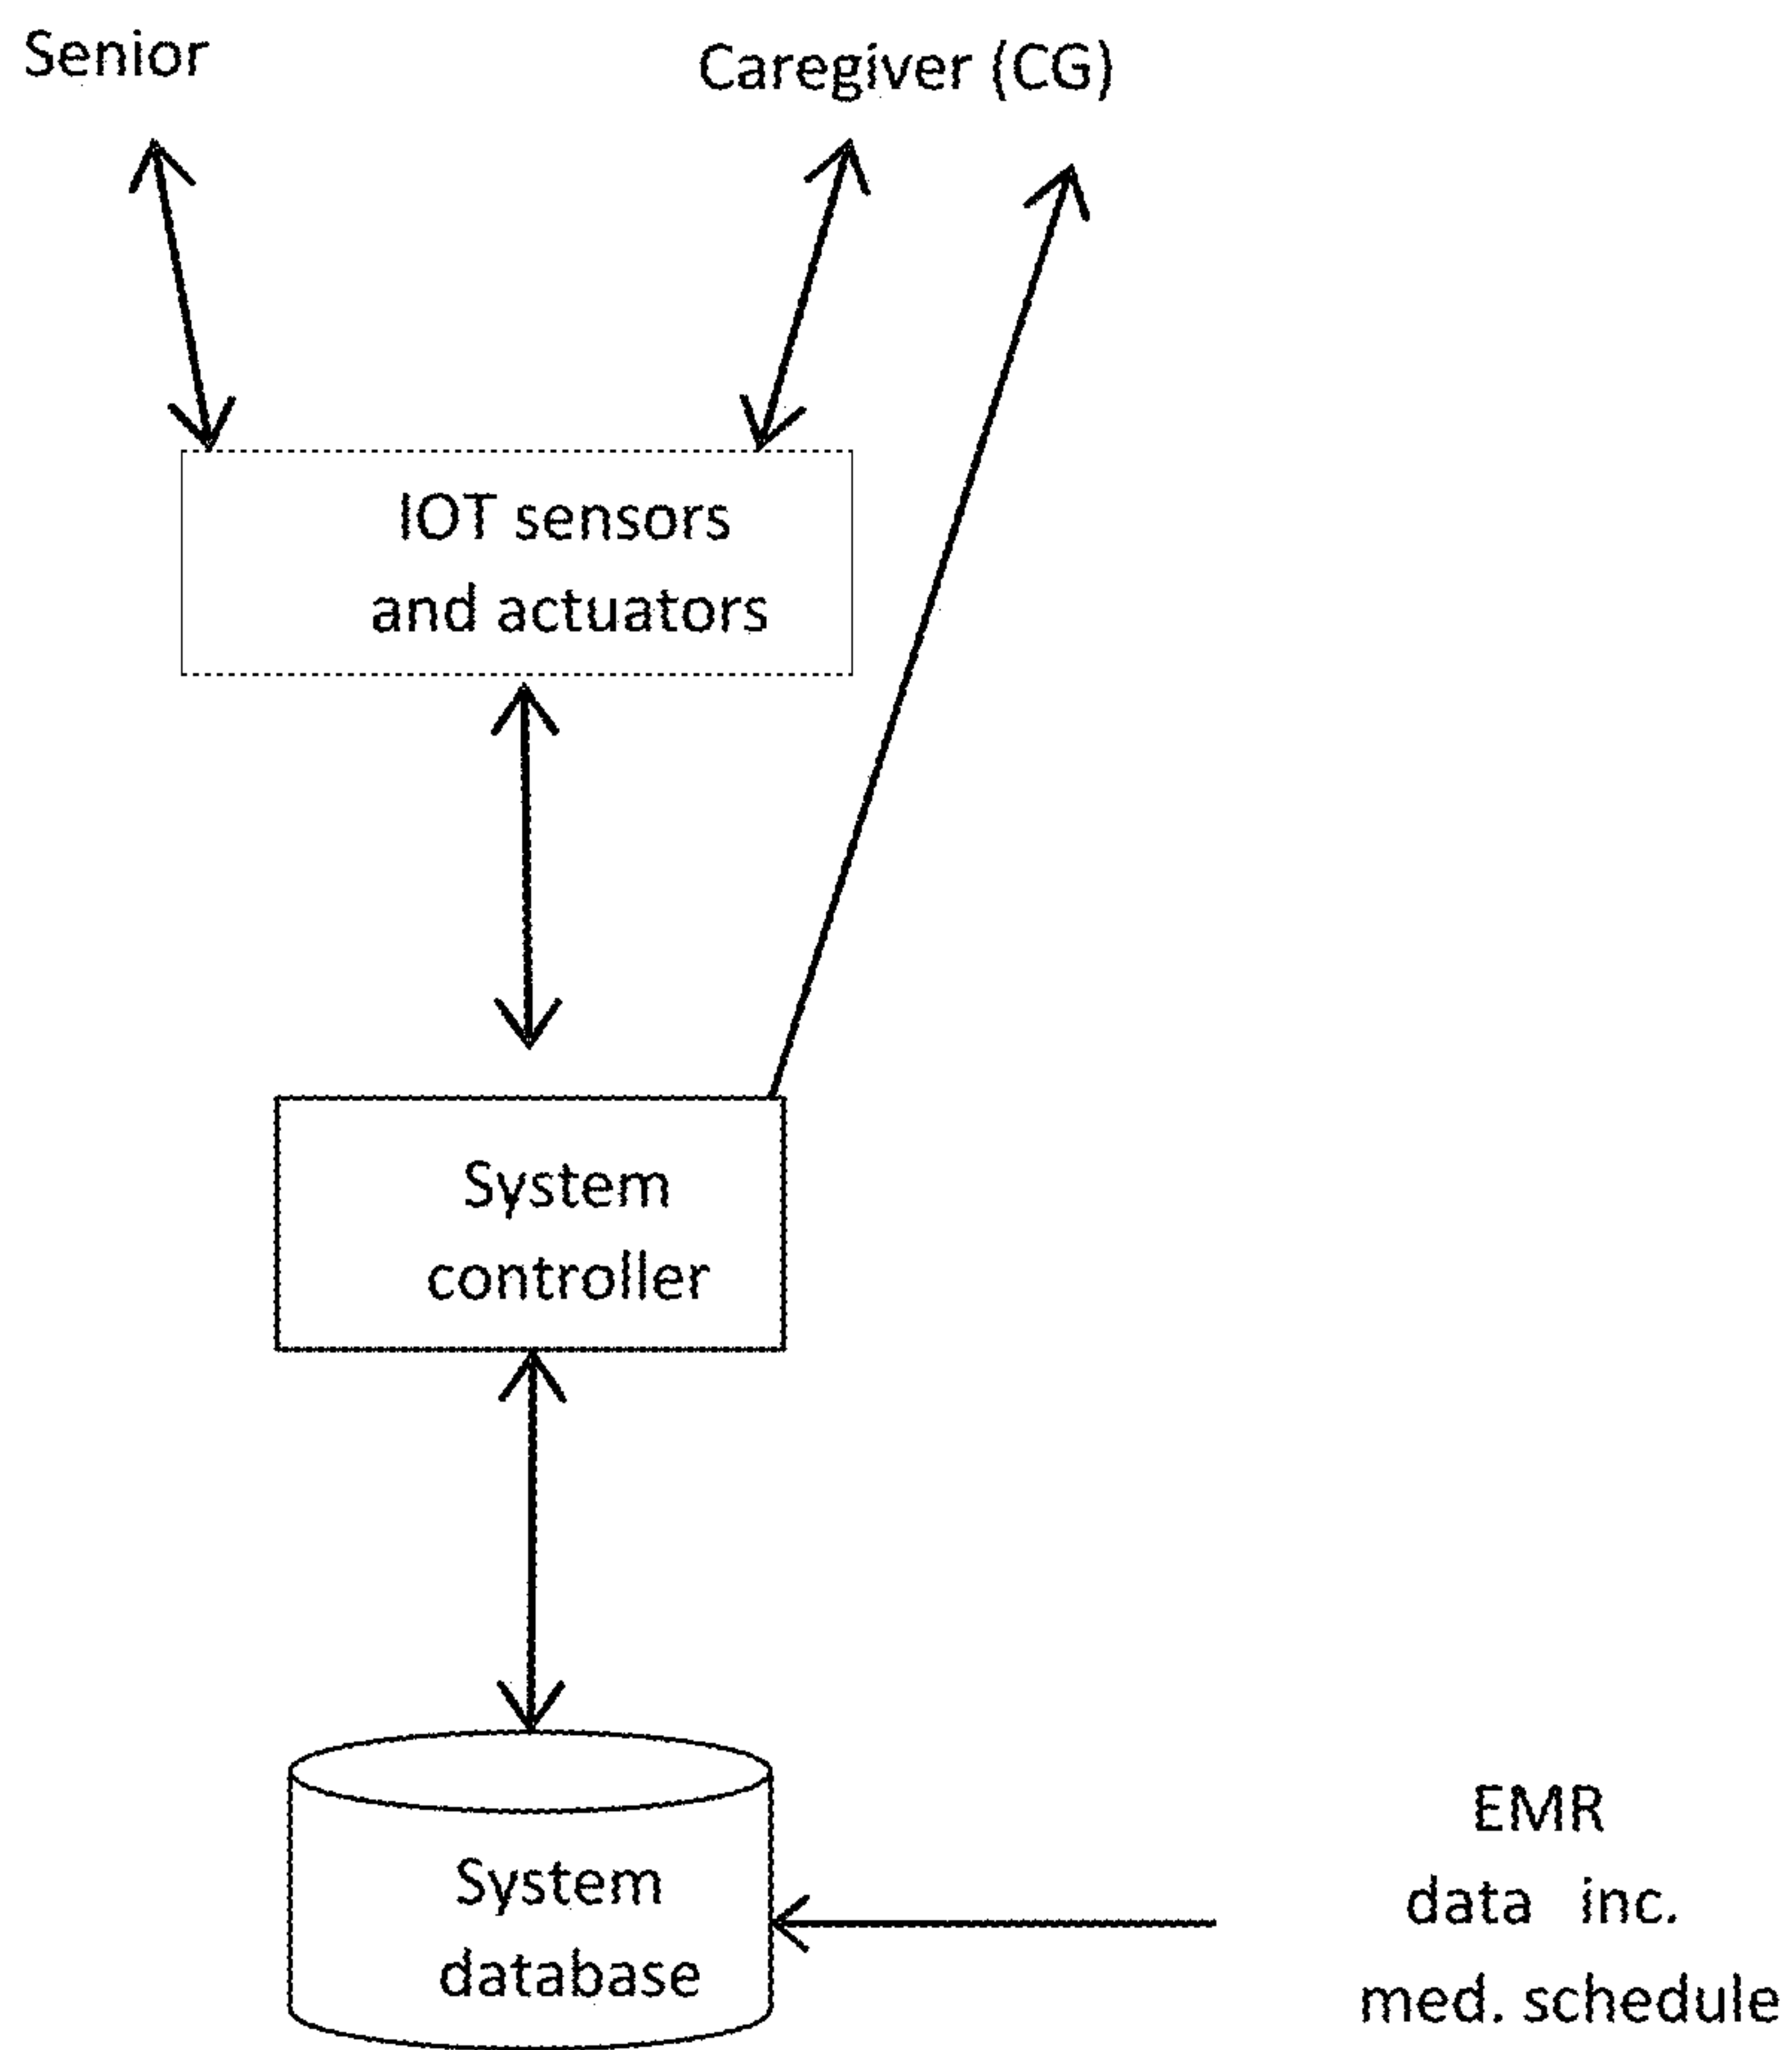 Senior
Caregiver (CG)
IOT sensors
and actuators
System
controller
System
database
EMR
data inc.
med. schedule